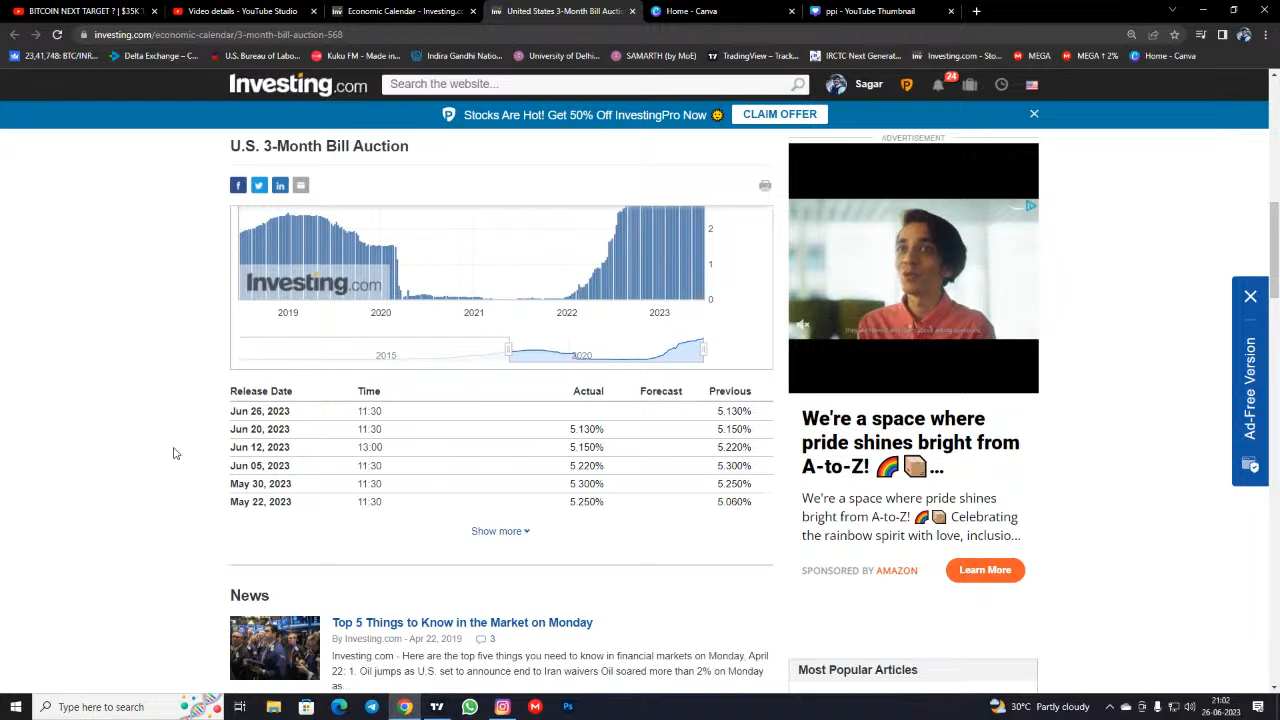 BITCOIN NEXT TARGET ? | $35K
Video details - YouTube Studio
Economic Calendar - Investing.cc
United States 3-Month Bill Auctio
Home - Canva
ppi - YouTube Thumbnail
investing.com/economic-calendar/3-month-bill-auction-568
23,41,748: BTC/INR...
Delta Exchange - C...
U.S. Bureau of Labo...
Kuku FM - Made in...
Indira Gandhi Natio...
University of Delhi...
SAMARTH (by MoE)
TradingView – Track...
IRCTC Next Generat...
Investing.com - Sto...
MEGA
MEGA ↑ 2%
Home - Canva
Investing.com
Search the website...
24
Sagar
Stocks Are Hot! Get 50% Off InvestingPro Now
CLAIM OFFER
U.S. 3-Month Bill Auction
ADVERTISEMENT
2
1
0
Investing.com
2019 2020 2021 2022 2023
2015 2020
Release Date Time Actual Forecast Previous
Jun 26, 2023 11:30 5.130%
Jun 20, 2023 11:30 5.130% 5.150%
Jun 12, 2023 13:00 5.150% 5.220%
Jun 05, 2023 11:30 5.220% 5.300%
May 30, 2023 11:30 5.300% 5.250%
May 22, 2023 11:30 5.250% 5.060%
Show more
News
Top 5 Things to Know in the Market on Monday
By Investing.com - Apr 22, 2019 3
Investing.com - Here are the top five things you need to know in financial markets on Monday, April
22: 1. Oil jumps as U.S. set to announce end to Iran waivers Oil soared more than 2% on Monday
as...
We're a space where
pride shines bright from
A-to-Z! 🌈 📦...
We're a space where pride shines
bright from A-to-Z! 🌈📦 Celebrating
the rainbow spirit with love, inclusio...
SPONSORED BY AMAZON
Learn More
Most Popular Articles
Ad-Free Version
Type here to search
30°C Partly cloudy
21:02
26-06-2023